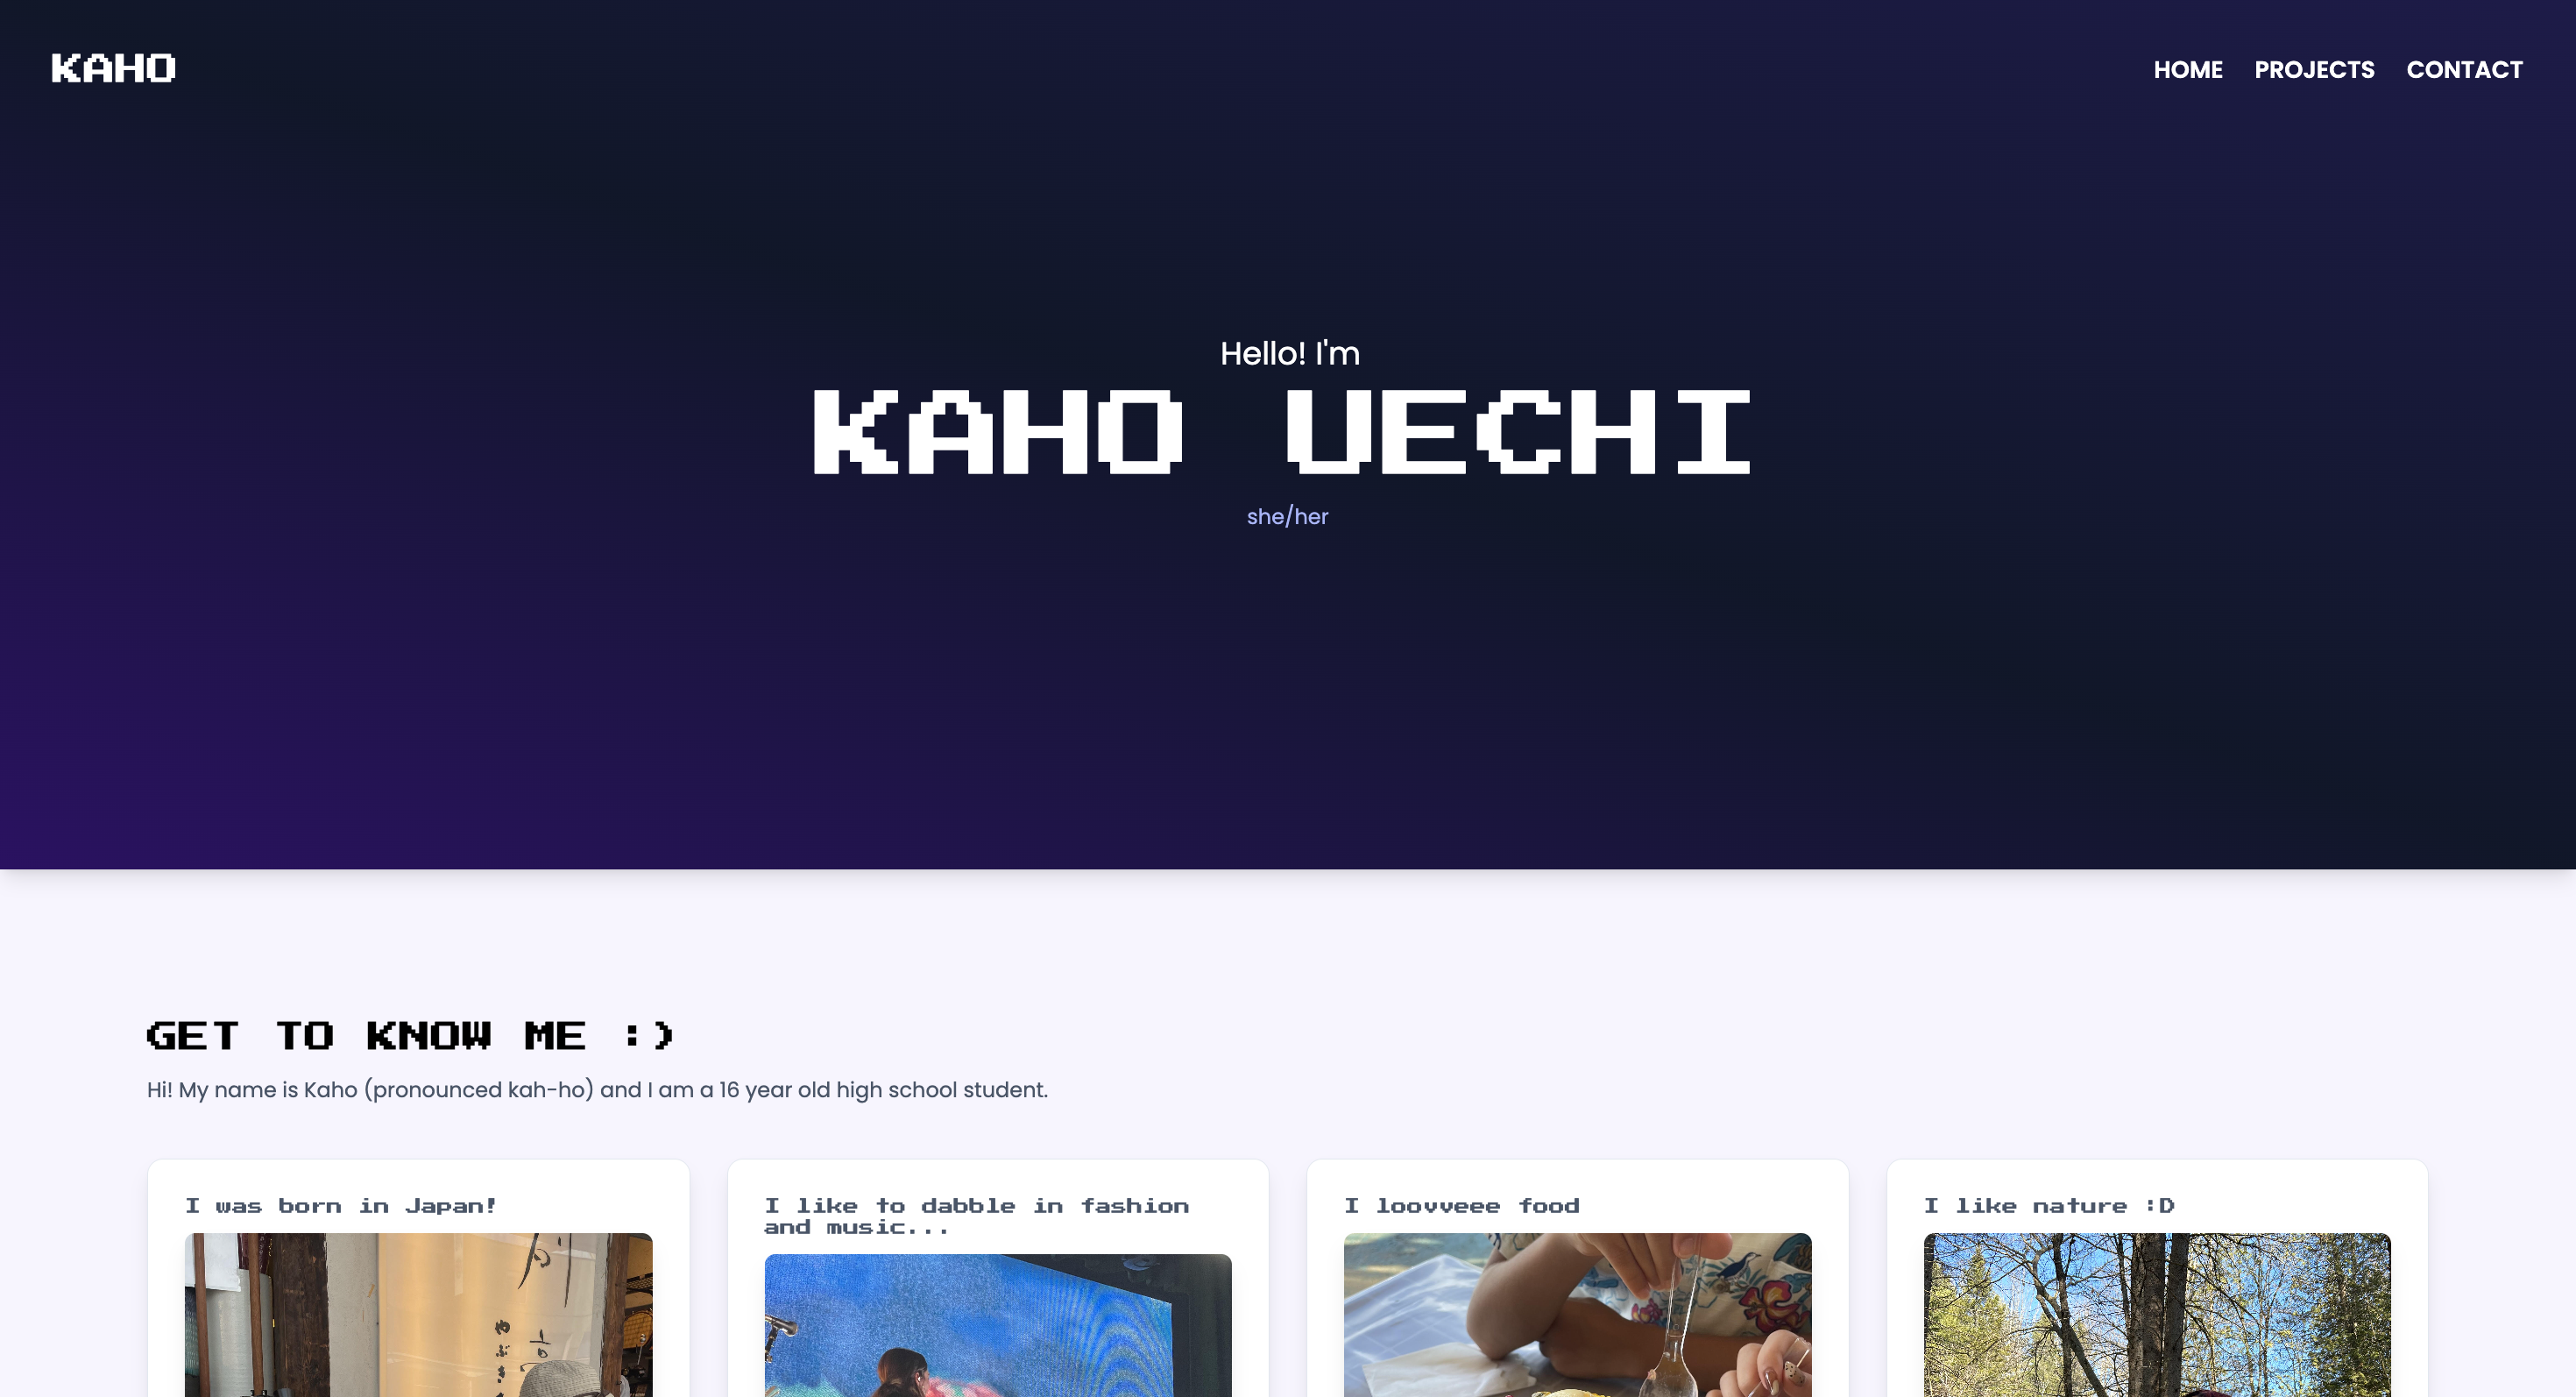 KAHO
HOME PROJECTS CONTACT
Hello! I'm
KAHO UECHI
she/her
GET TO KNOW ME :)
Hi! My name is Kaho (pronounced kah-ho) and I am a 16 year old high school student.
I was born in Japan!
I like to dabble in fashion
and music...
I loovveee food
I like nature :D